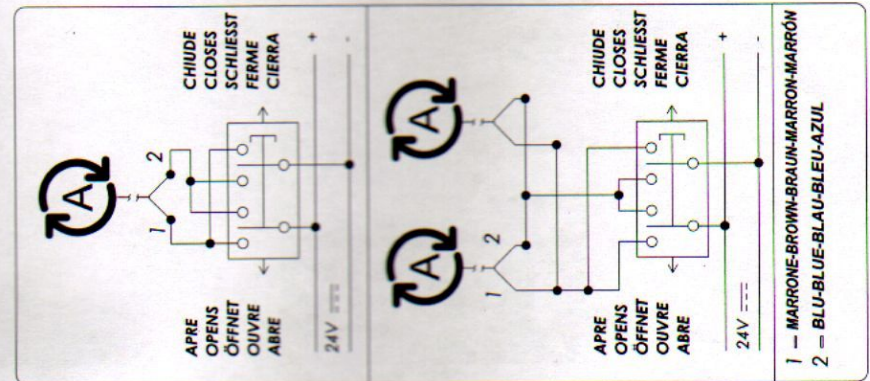 A
1
2
APRE
OPENS
ÖFFNET
OUVRE
ABRE
CHIUDE
CLOSES
SCHLIESST
FERME
CIERRA
24V
+
-
A
A
1
2
APRE
OPENS
ÖFFNET
OUVRE
ABRE
CHIUDE
CLOSES
SCHLIESST
FERME
CIERRA
24V
+
-
1 – MARRONE-BROWN-BRAUN-MARRON-MARRÓN
2 = BLU-BLUE-BLAU-BLEU-AZUL